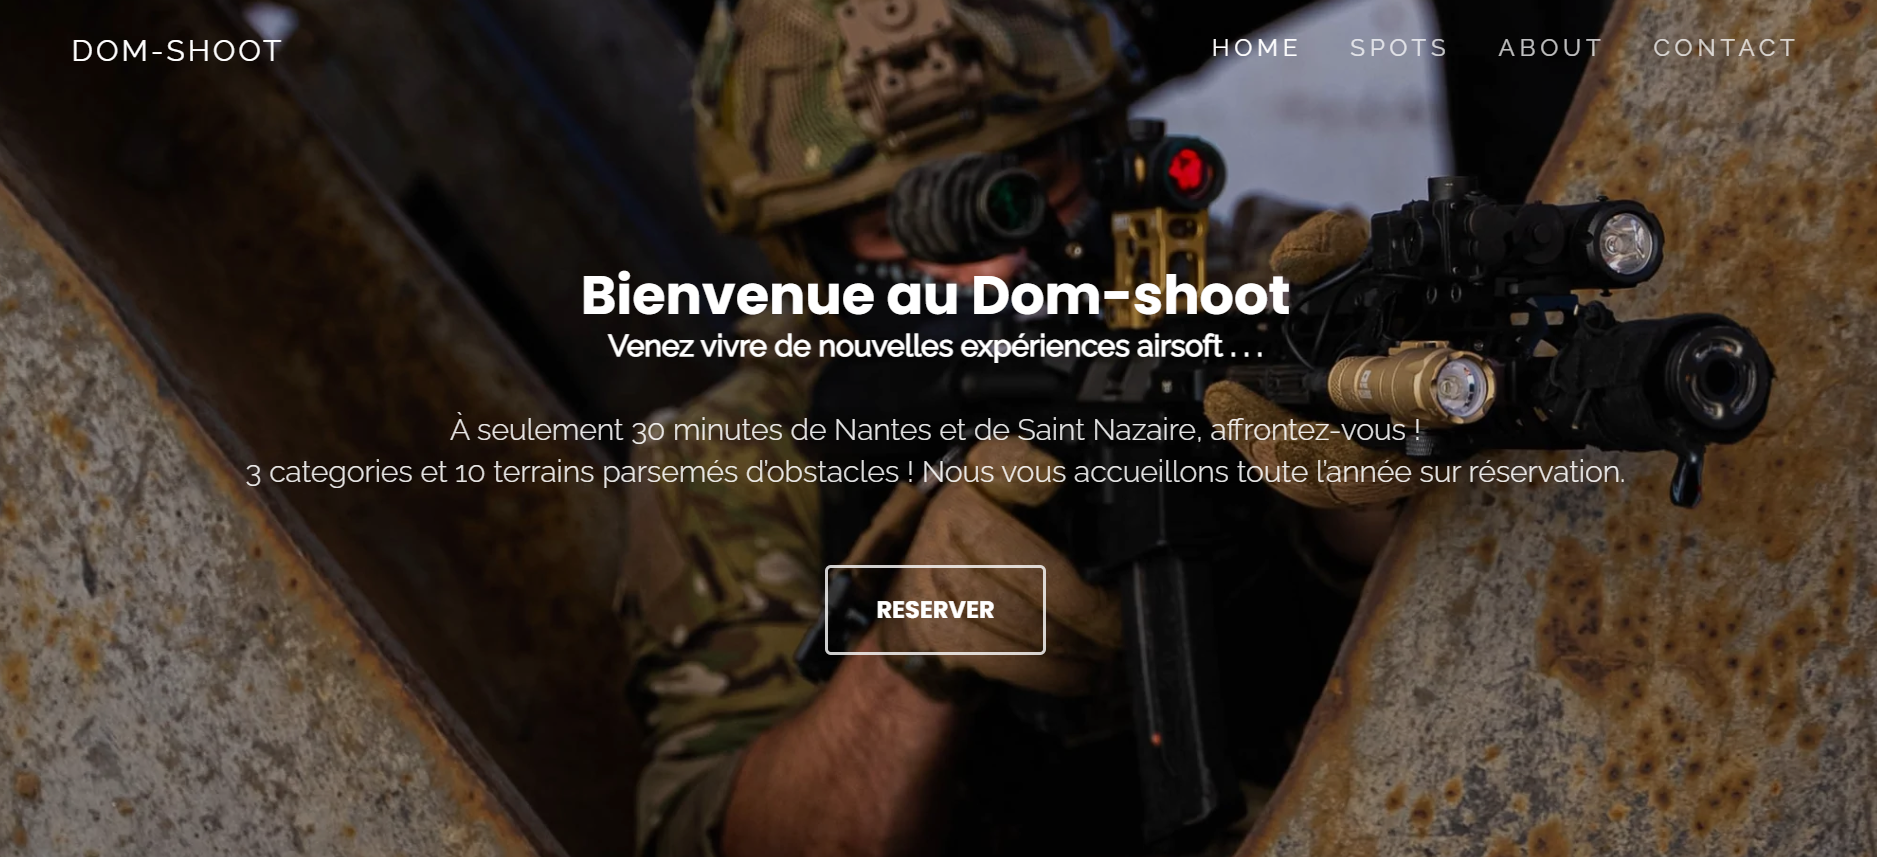 DOM-SHOOT
HOME SPOTS ABOUT CONTACT
Bienvenue au Dom-shoot
Venez vivre de nouvelles expériences airsoft . . .
À seulement 30 minutes de Nantes et de Saint Nazaire, affrontez-vous !
3 categories et 10 terrains parsemés d'obstacles ! Nous vous accueillons toute l'année sur réservation.
RESERVER